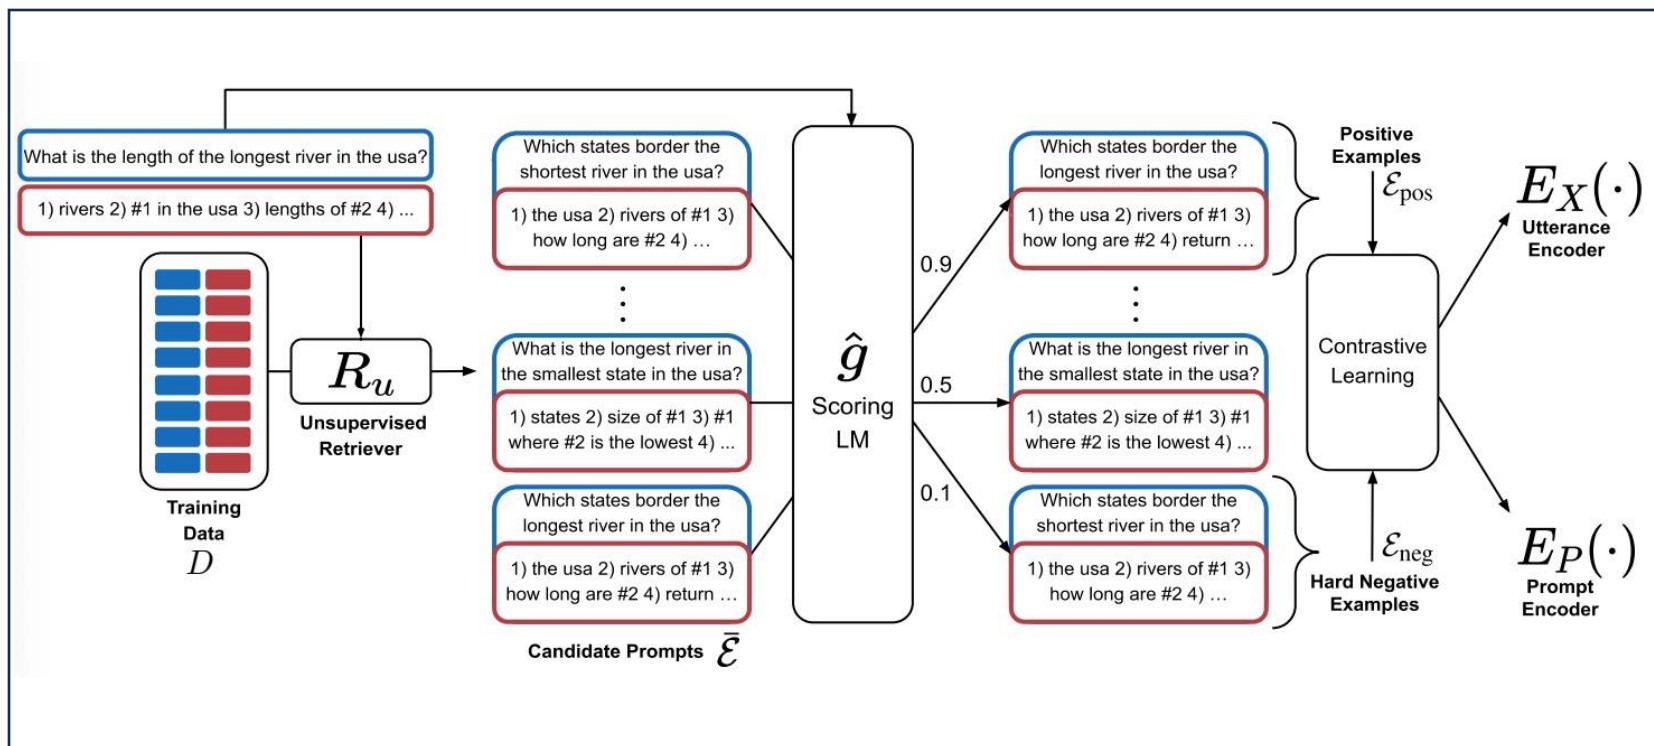 What is the length of the longest river in the usa?
1) rivers 2) #1 in the usa 3) lengths of #2 4) ...
Training
Data
D
R_u
Unsupervised
Retriever
Which states border the
shortest river in the usa?
1) the usa 2) rivers of #1 3)
how long are #2 4) ...
What is the longest river in
the smallest state in the usa?
1) states 2) size of #1 3) #1
where #2 is the lowest 4) ...
Which states border the
longest river in the usa?
1) the usa 2) rivers of #1 3)
how long are #2 4) return ...
Candidate Prompts ℰ̄
ĝ
Scoring
LM
0.9
0.5
0.1
Which states border the
longest river in the usa?
1) the usa 2) rivers of #1 3)
how long are #2 4) return ...
What is the longest river in
the smallest state in the usa?
1) states 2) size of #1 3) #1
where #2 is the lowest 4) ...
Which states border the
shortest river in the usa?
1) the usa 2) rivers of #1 3)
how long are #2 4) ...
Positive
Examples
ℰ_pos
Contrastive
Learning
ℰ_neg
Hard Negative
Examples
E_X(·)
Utterance
Encoder
E_P(·)
Prompt
Encoder